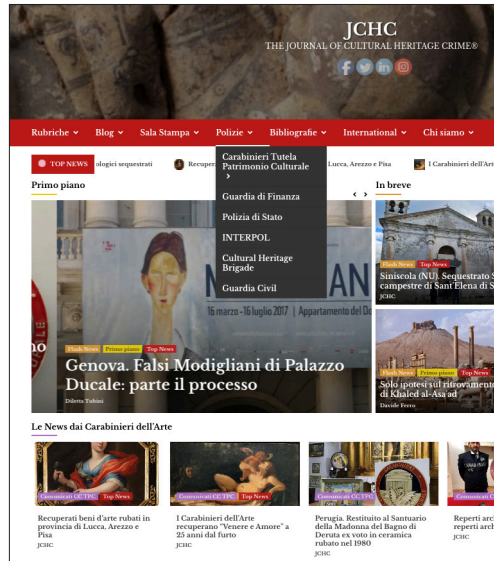 JCHC
THE JOURNAL OF CULTURAL HERITAGE CRIME®
Rubriche
Blog
Sala Stampa
Polizie
Bibliografie
International
Chi siamo
TOP NEWS
ologici sequestrati
Recuper
Lucca, Arezzo e Pisa
I Carabinieri dell'Arte
Carabinieri Tutela
Patrimonio Culturale
Guardia di Finanza
Polizia di Stato
INTERPOL
Cultural Heritage
Brigade
Guardia Civil
Primo piano
16 marzo - 16 luglio 2017 | Appartamento del Do
no
Flash News
Primo piano
Top News
Genova. Falsi Modigliani di Palazzo
Ducale: parte il processo
Diletta Tubini
In breve
Flash News
Top News
Siniscola (NU). Sequestrato S
campestre di Sant'Elena di S
JCHC
Flash News
Primo piano
Top News
Solo ipotesi sul ritrovamento
di Khaled al-Asa'ad
Davide Ferro
Le News dai Carabinieri dell'Arte
Comunicati CC TPC
Top News
Recuperati beni d'arte rubati in
provincia di Lucca, Arezzo e
Pisa
JCHC
Comunicati CC TPC
Top News
I Carabinieri dell'Arte
recuperano "Venere e Amore" a
25 anni dal furto
JCHC
Comunicati CC TPC
Perugia. Restituito al Santuario
della Madonna del Bagno di
Deruta ex voto in ceramica
rubato nel 1980
JCHC
Comunicati C
Reperti arc
reperti arch
JCHC